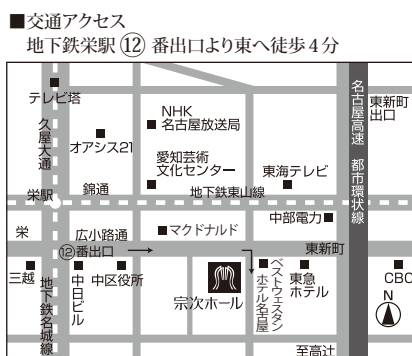 ■交通アクセス
地下鉄栄駅⑫番出口より東へ徒歩4分
テレビ塔
久屋大通
オアシス21
NHK
名古屋放送局
愛知芸術
文化センター
東海テレビ
名古屋高速 都市環状線
東新町
出口
栄駅
錦通
地下鉄東山線
中部電力
栄
広小路通
マクドナルド
東新町
⑫番出口
三越
地下鉄名城線
中日ビル
中区役所
宗次ホール
ベストウェスタン
ホテル名古屋
東急
ホテル
CBC
N
至高辻